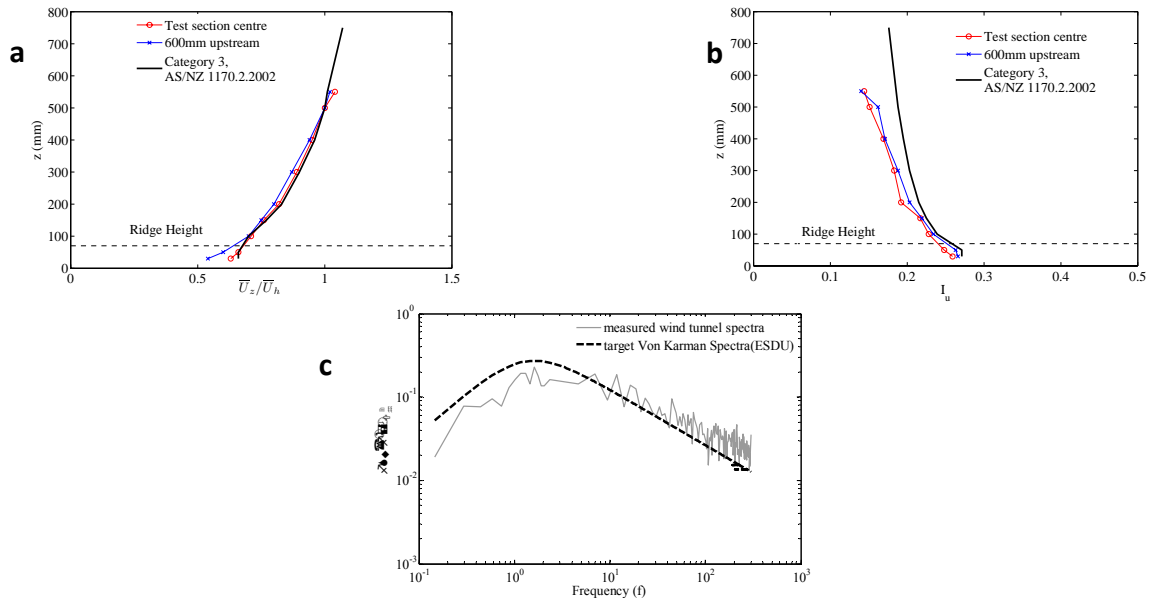 a
800
700
600
500
400
300
200
100
0
z (mm)
Test section centre
600mm upstream
Category 3,
AS/NZ 1170.2.2002
Ridge Height
0
0.5
1
1.5
U̅z/U̅h
b
800
700
600
500
400
300
200
100
0
z (mm)
Test section centre
600mm upstream
Category 3,
AS/NZ 1170.2.2002
Ridge Height
0
0.1
0.2
0.3
0.4
0.5
Iu
c
10⁰
10⁻¹
10⁻²
10⁻³
measured wind tunnel spectra
target Von Karman Spectra(ESDU)
10⁻¹
10⁰
10¹
10²
10³
Frequency (f)